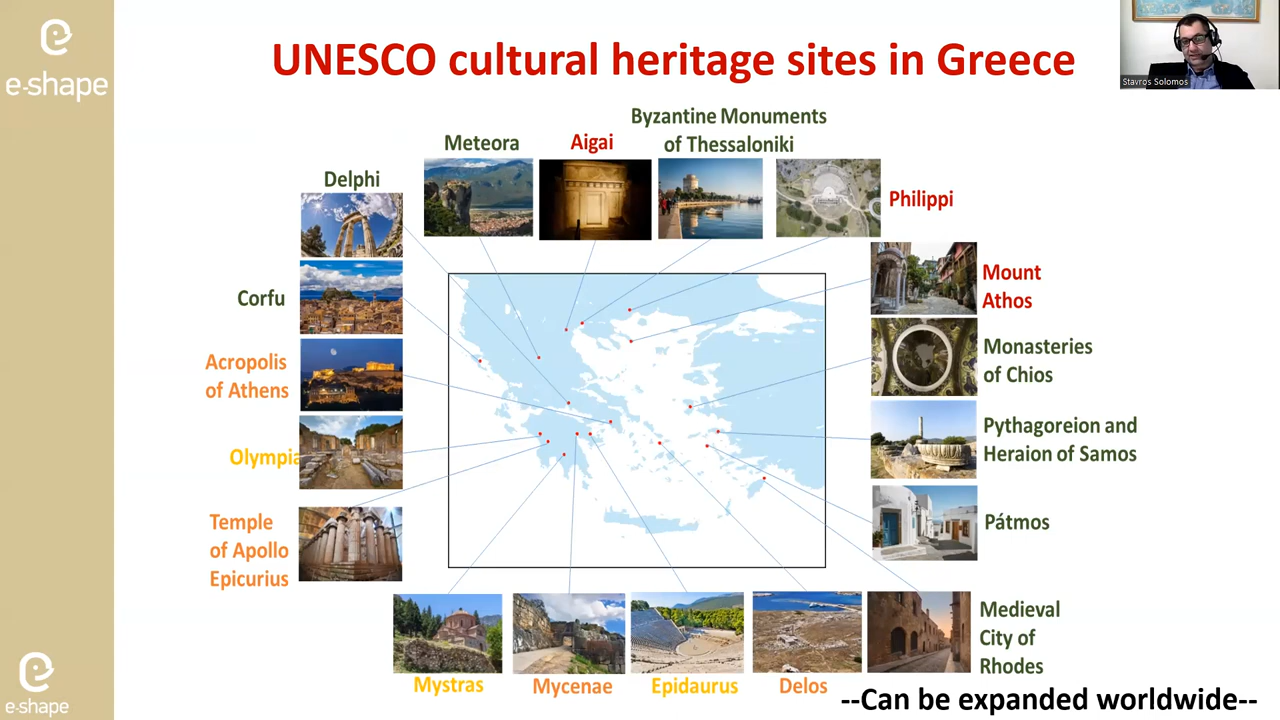 e-shape
UNESCO cultural heritage sites in Greece
Stavros Solomos
Byzantine Monuments
of Thessaloniki
Meteora
Aigai
Philippi
Delphi
Corfu
Acropolis
of Athens
Olympia
Temple
of Apollo
Epicurius
Mount
Athos
Monasteries
of Chios
Pythagoreion and
Heraion of Samos
Pátmos
Medieval
City of
Rhodes
Mystras
Mycenae
Epidaurus
Delos
--Can be expanded worldwide--
e-shape